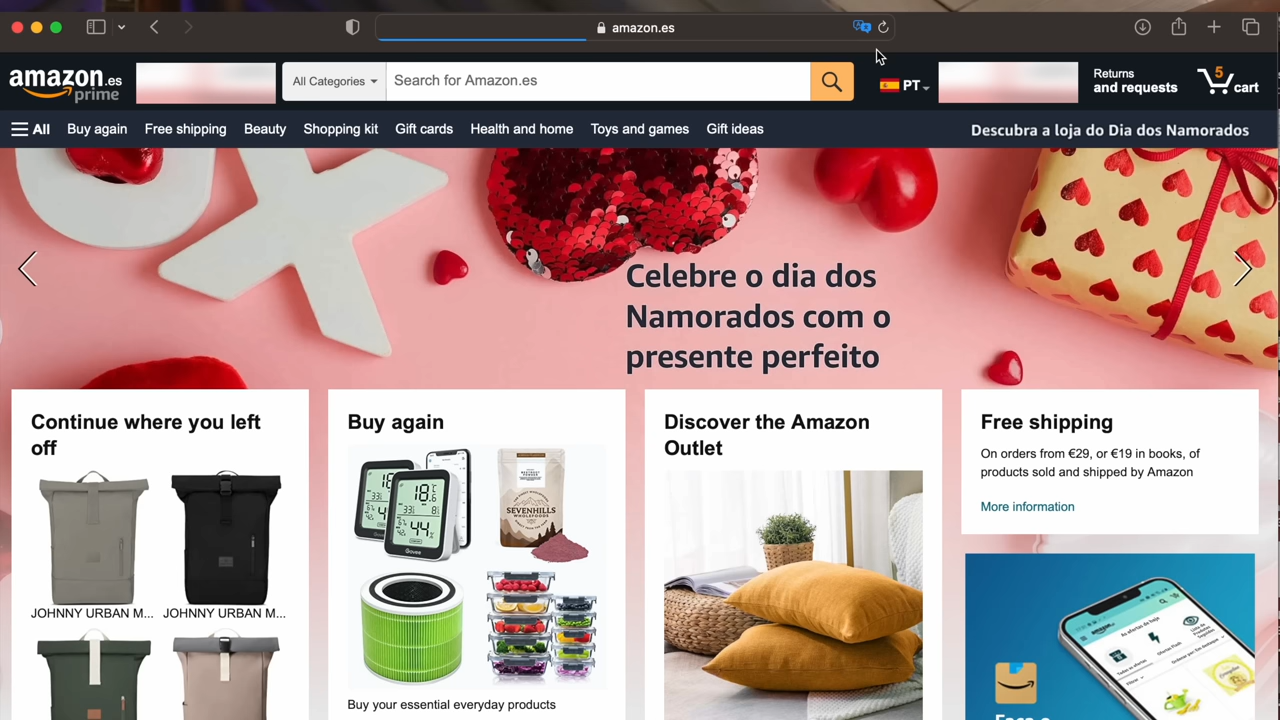 amazon.es
amazon.es
prime
All Categories
Search for Amazon.es
PT
Returns
and requests
5
cart
All
Buy again
Free shipping
Beauty
Shopping kit
Gift cards
Health and home
Toys and games
Gift ideas
Descubra a loja do Dia dos Namorados
Celebre o dia dos
Namorados com o
presente perfeito
Continue where you left
off
JOHNNY URBAN M...
JOHNNY URBAN M...
Buy again
SEVENHILLS
WHOLEFOODS
Govee
Buy your essential everyday products
Discover the Amazon
Outlet
Free shipping
On orders from €29, or €19 in books, of
products sold and shipped by Amazon
More information